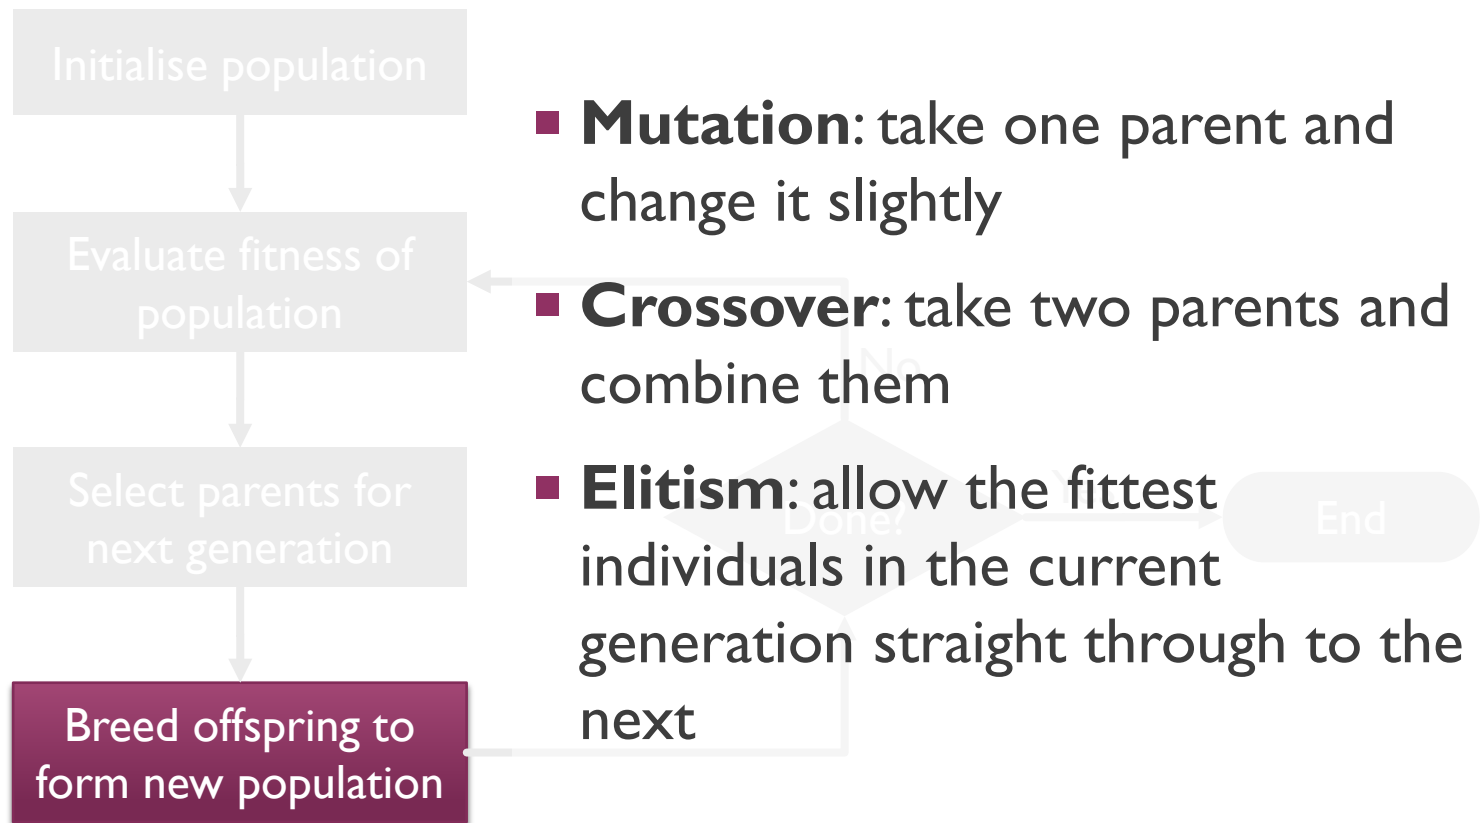 Initialise population
Evaluate fitness of
population
Select parents for
next generation
Breed offspring to
form new population
■ Mutation: take one parent and
change it slightly
■ Crossover: take two parents and
combine them
■ Elitism: allow the fittest
individuals in the current
generation straight through to the
next
No
Done?
End